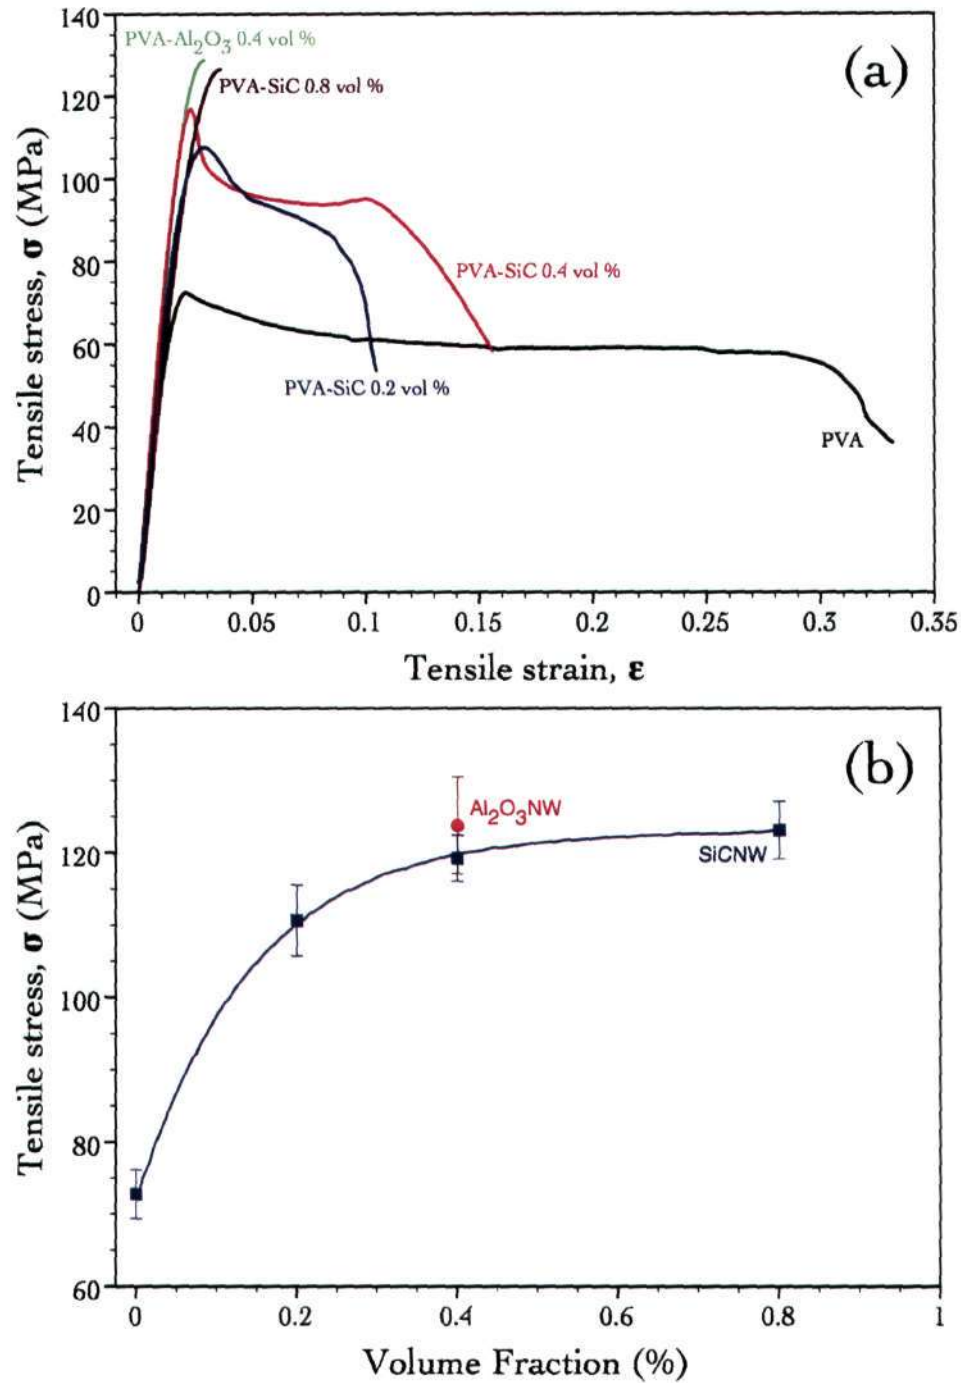 140
PVA-Al2O3 0.4 vol %
(a)
PVA-SiC 0.8 vol %
120
100
80
PVA-SiC 0.4 vol %
60
PVA-SiC 0.2 vol %
40
PVA
20
0
Tensile stress, σ (MPa)
0 0.05 0.1 0.15 0.2 0.25 0.3 0.35
Tensile strain, ε
140
(b)
Al2O3NW
120
SiCNW
100
80
60
Tensile stress, σ (MPa)
0 0.2 0.4 0.6 0.8 1
Volume Fraction (%)